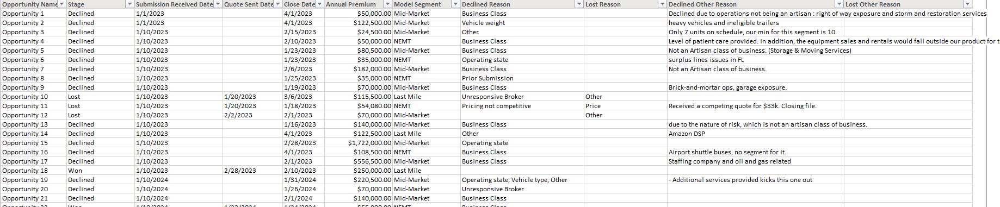 Opportunity Name Stage Submission Received Date Quote Sent Date Close Date Annual Premium Model Segment Declined Reason Lost Reason Declined Other Reason Lost Other Reason
Opportunity 1 Declined 1/1/2023 4/1/2023 $50,000.00 Mid-Market Business Class Declined due to operations not being an artisan : right of way exposure and storm and restoration services
Opportunity 2 Declined 1/1/2023 4/1/2023 $122,500.00 Mid-Market Vehicle weight heavy vehicles and ineligible trailers
Opportunity 3 Declined 1/10/2023 2/15/2023 $24,500.00 Mid-Market Other Only 7 units on schedule, our min for this segment is 10.
Opportunity 4 Declined 1/10/2023 2/10/2023 $50,000.00 NEMT Business Class Level of patient care provided. In addition, the equipment sales and rentals would fall outside our product for t
Opportunity 5 Declined 1/10/2023 1/23/2023 $80,500.00 Mid-Market Business Class Not an Artisan class of business. (Storage & Moving Services)
Opportunity 6 Declined 1/10/2023 1/23/2023 $35,000.00 NEMT Operating state surplus lines issues in FL
Opportunity 7 Declined 1/10/2023 2/6/2023 $182,000.00 Mid-Market Business Class Not an Artisan class of business.
Opportunity 8 Declined 1/10/2023 1/25/2023 $35,000.00 NEMT Prior Submission
Opportunity 9 Declined 1/10/2023 1/19/2023 $70,000.00 Mid-Market Business Class Brick-and-mortar ops, garage exposure.
Opportunity 10 Lost 1/10/2023 1/20/2023 3/6/2023 $115,500.00 Last Mile Unresponsive Broker Other
Opportunity 11 Lost 1/10/2023 1/20/2023 1/18/2023 $54,080.00 NEMT Pricing not competitive Price Received a competing quote for $33k. Closing file.
Opportunity 12 Lost 1/10/2023 2/2/2023 2/1/2023 $70,000.00 Mid-Market Other
Opportunity 13 Declined 1/10/2023 1/16/2023 $140,000.00 Mid-Market Business Class due to the nature of risk, which is not an artisan class of business.
Opportunity 14 Declined 1/10/2023 4/1/2023 $122,500.00 Last Mile Other Amazon DSP
Opportunity 15 Declined 1/10/2023 2/28/2023 $1,722,000.00 Mid-Market Operating state
Opportunity 16 Declined 1/10/2023 4/1/2023 $108,500.00 NEMT Business Class Airport shuttle buses, no segment for it.
Opportunity 17 Declined 1/10/2023 2/1/2023 $556,500.00 Mid-Market Business Class Staffing company and oil and gas related
Opportunity 18 Won 1/10/2023 2/28/2023 2/10/2023 $250,000.00 Last Mile
Opportunity 19 Declined 1/10/2024 1/31/2024 $220,500.00 Mid-Market Operating state; Vehicle type; Other - Additional services provided kicks this one out
Opportunity 20 Declined 1/10/2024 1/26/2024 $70,000.00 Mid-Market Unresponsive Broker
Opportunity 21 Declined 1/10/2024 2/1/2024 $140,000.00 Mid-Market Business Class
Opportunity 22 Won 1/10/2024 NEMT Business Class